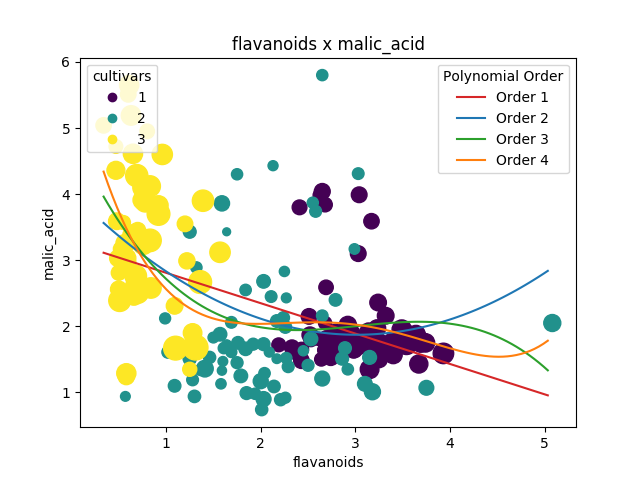 flavanoids x malic_acid
cultivars
1
2
3
Polynomial Order
Order 1
Order 2
Order 3
Order 4
malic_acid
6
5
4
3
2
1
1 2 3 4 5
flavanoids